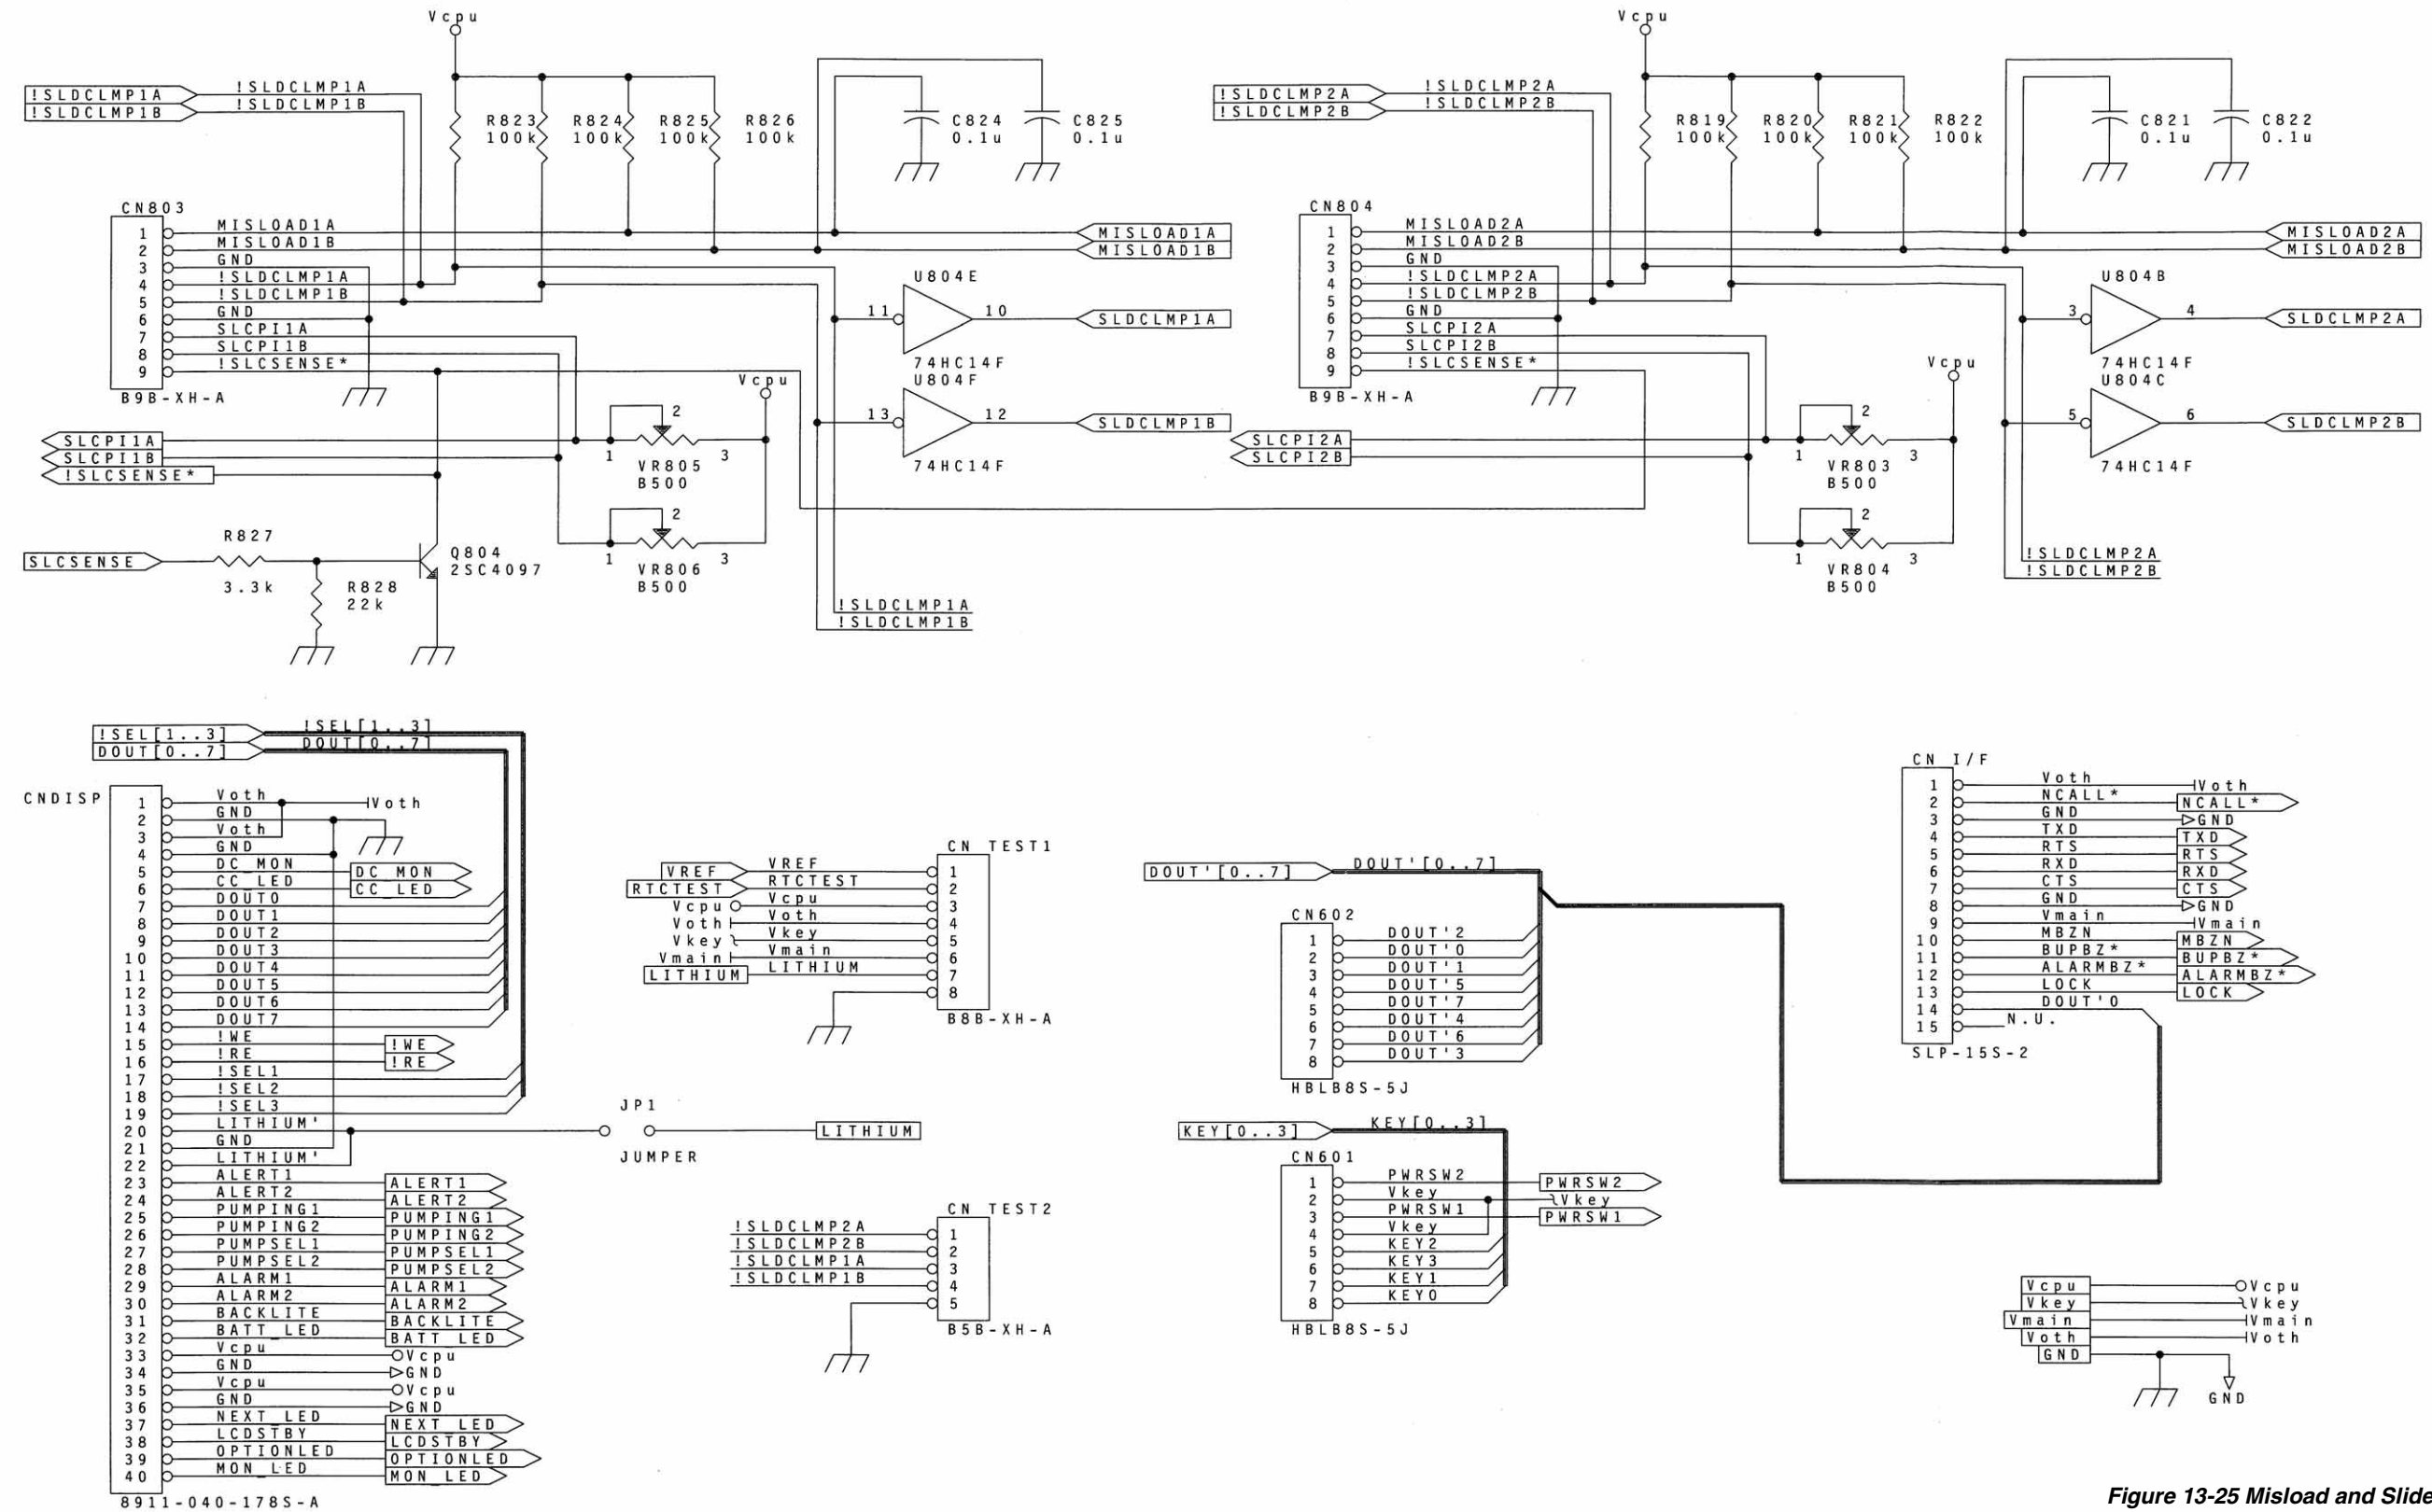 Vcpu
!SLDCLMP1A
!SLDCLMP1B
!SLDCLMP1A
!SLDCLMP1B
R823
100k
R824
100k
R825
100k
R826
100k
C824
0.1u
C825
0.1u
CN803
1 MISLOAD1A
2 MISLOAD1B
3 GND
4 !SLDCLMP1A
5 !SLDCLMP1B
6 GND
7 SLCPI1A
8 SLCPI1B
9 !SLCSENSE*
B9B-XH-A
MISLOAD1A
MISLOAD1B
U804E
11 10
SLDCLMP1A
74HC14F
U804F
13 12
SLDCLMP1B
74HC14F
Vcpu
SLCPI1A
SLCPI1B
!SLCSENSE*
2
1 3
VR805
B500
2
1 3
VR806
B500
SLCSENSE
R827
3.3k
R828
22k
Q804
2SC4097
!SLDCLMP1A
!SLDCLMP1B
Vcpu
!SLDCLMP2A
!SLDCLMP2B
!SLDCLMP2A
!SLDCLMP2B
R819
100k
R820
100k
R821
100k
R822
100k
C821
0.1u
C822
0.1u
CN804
1 MISLOAD2A
2 MISLOAD2B
3 GND
4 !SLDCLMP2A
5 !SLDCLMP2B
6 GND
7 SLCPI2A
8 SLCPI2B
9 !SLCSENSE*
B9B-XH-A
MISLOAD2A
MISLOAD2B
U804B
3 4
SLDCLMP2A
74HC14F
U804C
5 6
SLDCLMP2B
74HC14F
Vcpu
SLCPI2A
SLCPI2B
2
1 3
VR803
B500
2
1 3
VR804
B500
!SLDCLMP2A
!SLDCLMP2B
!SEL[1..3]
DOUT[0..7]
!SEL[1..3]
DOUT[0..7]
CNDISP
1 Voth Voth
2 GND
3 Voth
4 GND
5 DC_MON DC_MON
6 CC_LED CC_LED
7 DOUT0
8 DOUT1
9 DOUT2
10 DOUT3
11 DOUT4
12 DOUT5
13 DOUT6
14 DOUT7
15 !WE !WE
16 !RE !RE
17 !SEL1
18 !SEL2
19 !SEL3
20 LITHIUM'
21 GND
22 LITHIUM'
23 ALERT1 ALERT1
24 ALERT2 ALERT2
25 PUMPING1 PUMPING1
26 PUMPING2 PUMPING2
27 PUMPSEL1 PUMPSEL1
28 PUMPSEL2 PUMPSEL2
29 ALARM1 ALARM1
30 ALARM2 ALARM2
31 BACKLITE BACKLITE
32 BATT_LED BATT_LED
33 Vcpu Vcpu
34 GND GND
35 Vcpu Vcpu
36 GND GND
37 NEXT_LED NEXT_LED
38 LCDSTBY LCDSTBY
39 OPTIONLED OPTIONLED
40 MON_LED MON_LED
8911-040-178S-A
JP1
JUMPER
LITHIUM
CN TEST1
VREF VREF 1
RTCTEST RTCTEST 2
Vcpu Vcpu 3
Voth Voth 4
Vkey Vkey 5
Vmain Vmain 6
LITHIUM LITHIUM 7
8
B8B-XH-A
CN TEST2
!SLDCLMP2A 1
!SLDCLMP2B 2
!SLDCLMP1A 3
!SLDCLMP1B 4
5
B5B-XH-A
DOUT'[0..7]
DOUT'[0..7]
CN602
1 DOUT'2
2 DOUT'0
3 DOUT'1
4 DOUT'5
5 DOUT'7
6 DOUT'4
7 DOUT'6
8 DOUT'3
HBLB8S-5J
KEY[0..3]
KEY[0..3]
CN601
1 PWRSW2 PWRSW2
2 Vkey Vkey
3 PWRSW1 PWRSW1
4 Vkey
5 KEY2
6 KEY3
7 KEY1
8 KEY0
HBLB8S-5J
CN I/F
1 Voth Voth
2 NCALL* NCALL*
3 GND GND
4 TXD TXD
5 RTS RTS
6 RXD RXD
7 CTS CTS
8 GND GND
9 Vmain Vmain
10 MBZN MBZN
11 BUPBZ* BUPBZ*
12 ALARMBZ* ALARMBZ*
13 LOCK LOCK
14 DOUT'0
15 N.U.
SLP-15S-2
Vcpu Vcpu
Vkey Vkey
Vmain Vmain
Voth Voth
GND
GND
Figure 13-25 Misload and Slide